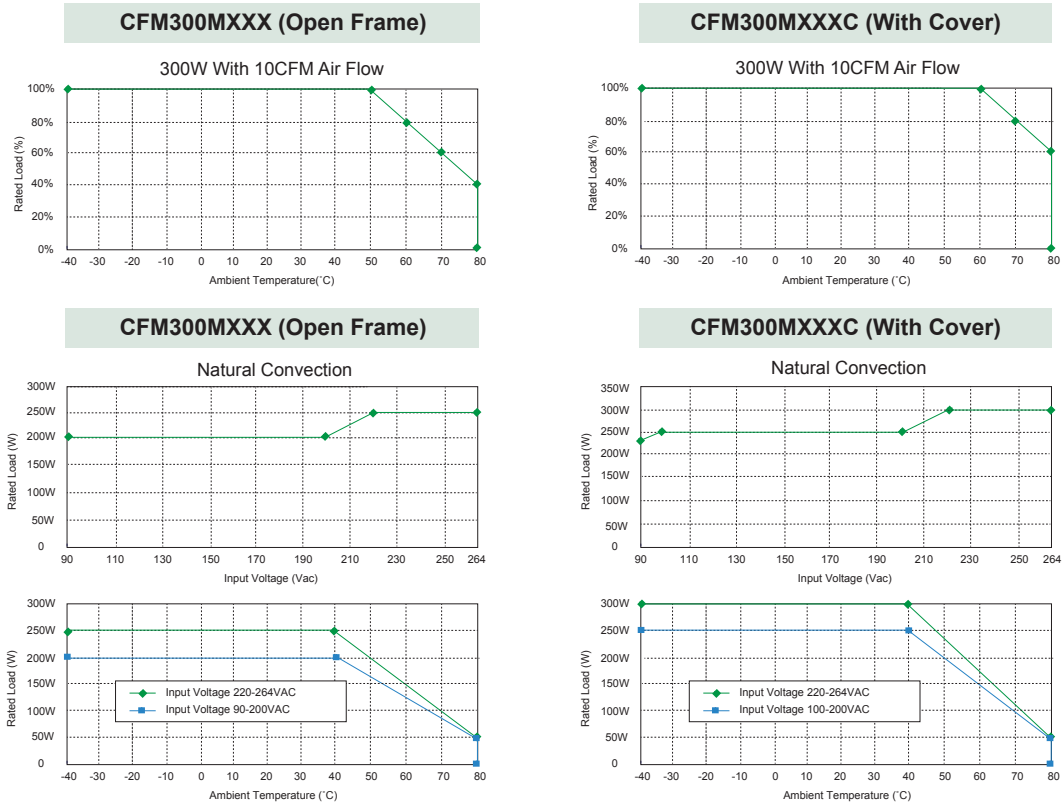 CFM300MXXX (Open Frame)
300W With 10CFM Air Flow
Rated Load (%)
100%
80%
60%
40%
20%
0%
-40 -30 -20 -10 0 10 20 30 40 50 60 70 80
Ambient Temperature(˚C)
CFM300MXXXC (With Cover)
300W With 10CFM Air Flow
Rated Load (%)
100%
80%
60%
40%
20%
0%
-40 -30 -20 -10 0 10 20 30 40 50 60 70 80
Ambient Temperature (˚C)
CFM300MXXX (Open Frame)
Natural Convection
Rated Load (W)
300W
250W
200W
150W
100W
50W
0
90 110 130 150 170 190 210 230 250 264
Input Voltage (Vac)
CFM300MXXXC (With Cover)
Natural Convection
Rated Load (W)
350W
300W
250W
200W
150W
100W
50W
0
90 110 130 150 170 190 210 230 250 264
Input Voltage (Vac)
Rated Load (W)
300W
250W
200W
150W
100W
50W
0
Input Voltage 220-264VAC
Input Voltage 90-200VAC
-40 -30 -20 -10 0 10 20 30 40 50 60 70 80
Ambient Temperature (˚C)
Rated Load (W)
300W
250W
200W
150W
100W
50W
0
Input Voltage 220-264VAC
Input Voltage 100-200VAC
-40 -30 -20 -10 0 10 20 30 40 50 60 70 80
Ambient Temperature (˚C)